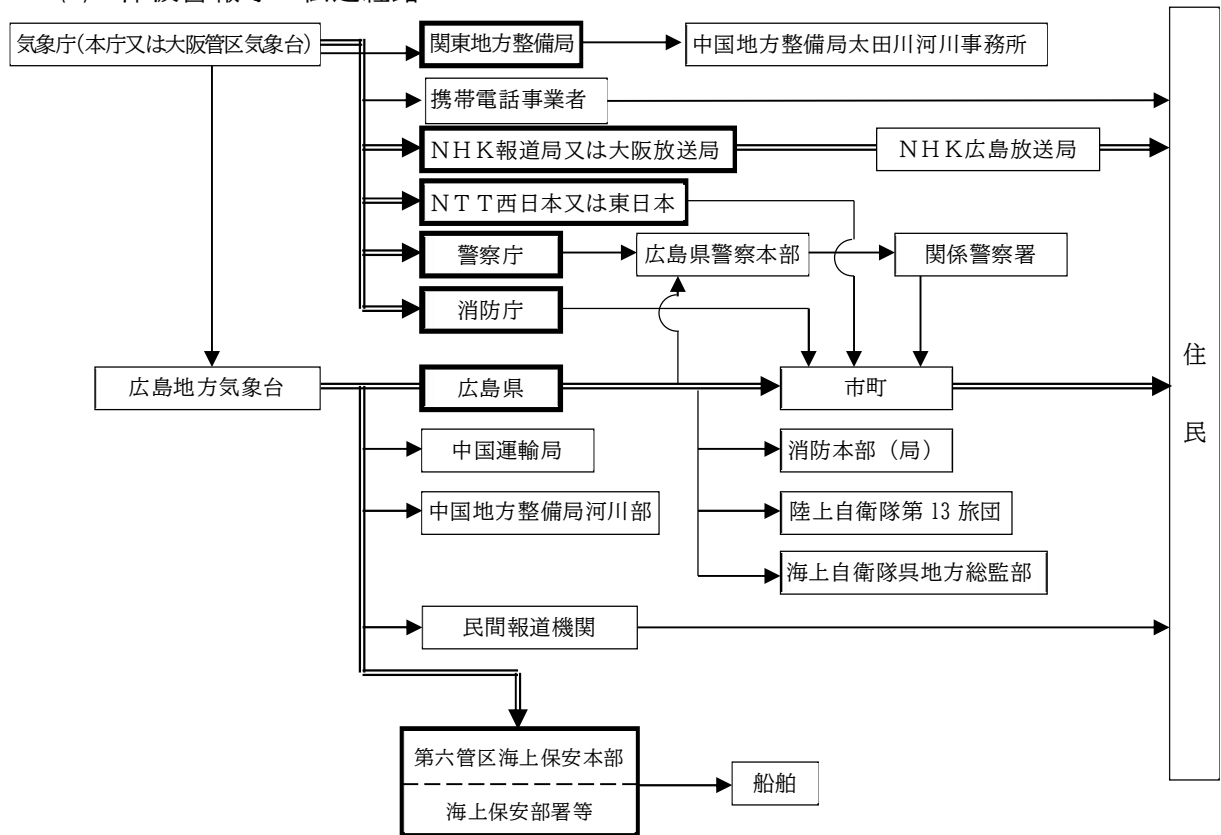 気象庁(本庁又は大阪管区気象台)
関東地方整備局
中国地方整備局太田川河川事務所
携帯電話事業者
ＮＨＫ報道局又は大阪放送局
ＮＨＫ広島放送局
ＮＴＴ西日本又は東日本
警察庁
広島県警察本部
関係警察署
消防庁
広島地方気象台
広島県
市町
住民
中国運輸局
消防本部（局）
中国地方整備局河川部
陸上自衛隊第 13 旅団
海上自衛隊呉地方総監部
民間報道機関
第六管区海上保安本部
海上保安部署等
船舶